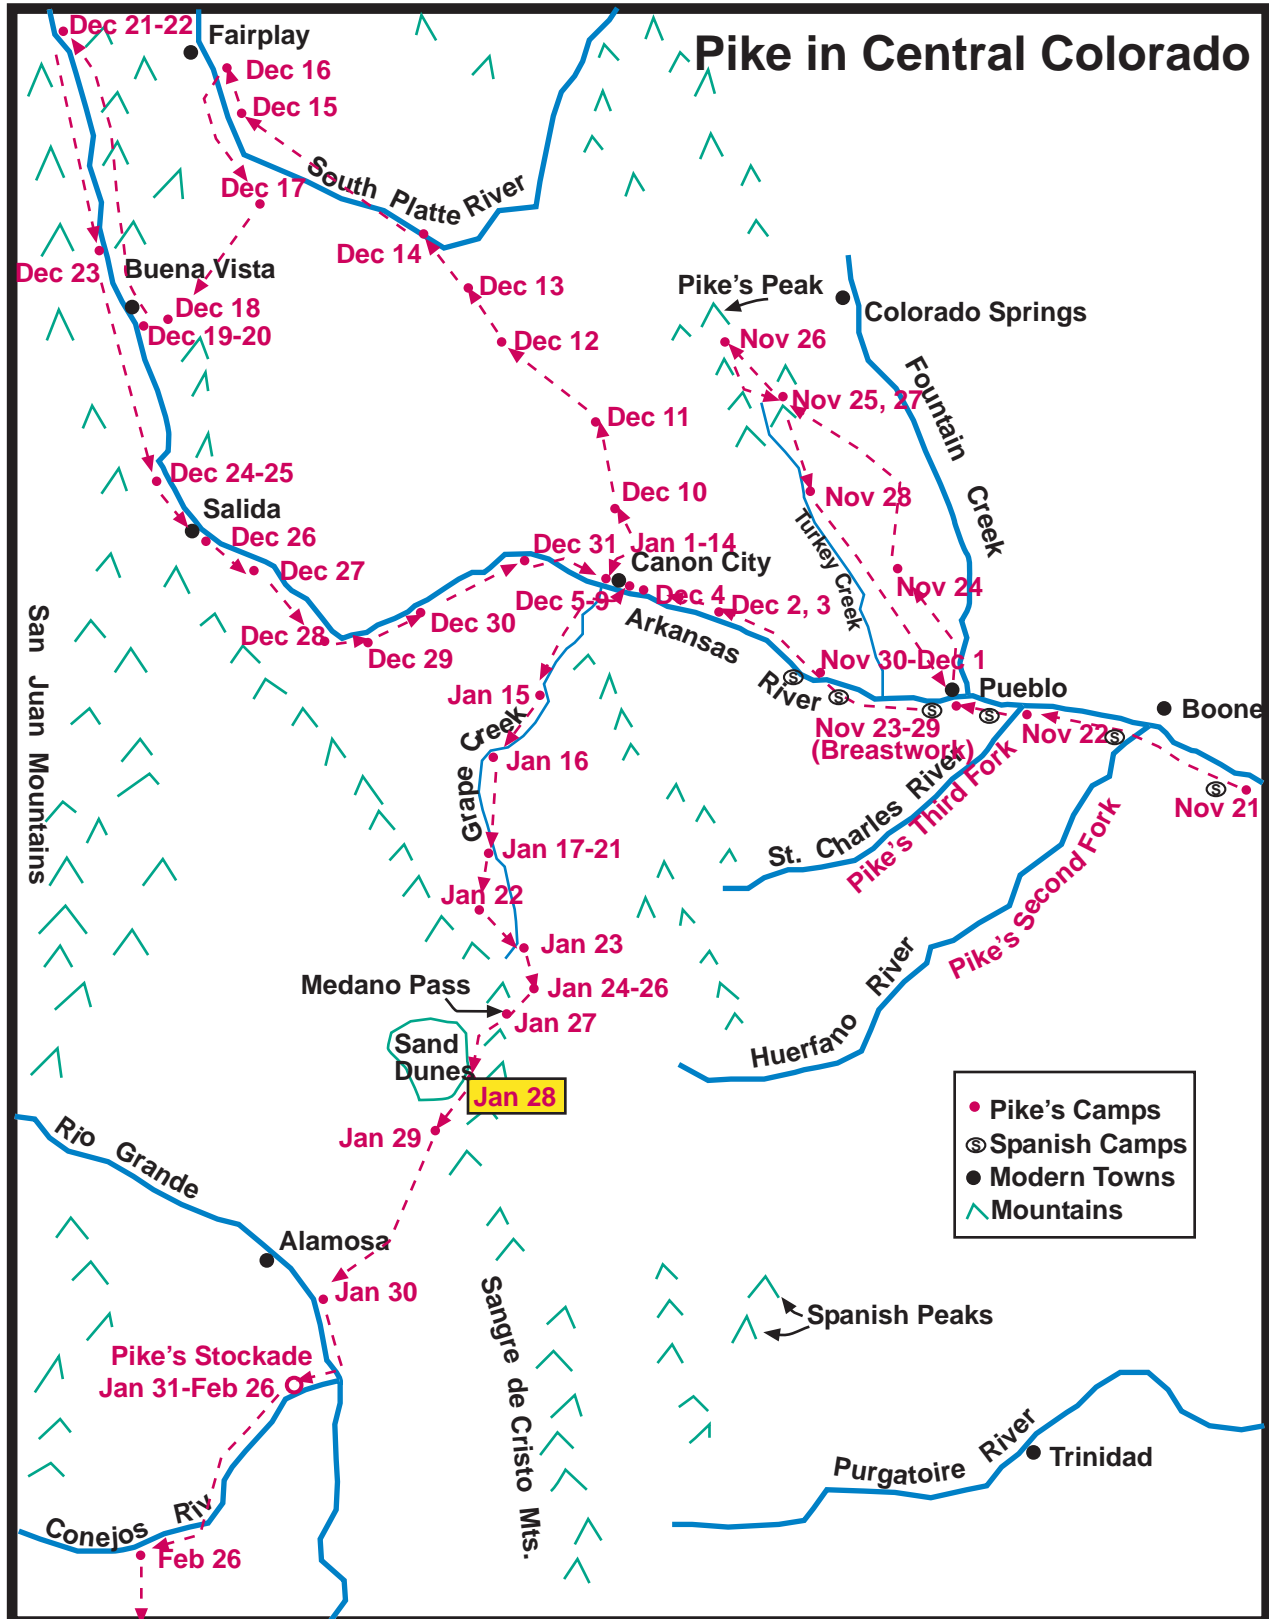 Pike in Central Colorado
Dec 21-22
Fairplay
Dec 16
Dec 15
South Platte River
Dec 17
Dec 14
Dec 23
Buena Vista
Dec 13
Pike's Peak
Colorado Springs
Dec 18
Dec 19-20
Dec 12
Nov 26
Fountain Creek
Nov 25, 27
Dec 11
Dec 24-25
Dec 10
Nov 28
Salida
Turkey Creek
Dec 26
Dec 31
Jan 1-14
Canon City
Dec 27
Nov 24
Dec 5-9
Dec 4
Dec 2, 3
Dec 30
Arkansas River
Dec 28
Dec 29
Nov 30-Dec 1
San Juan Mountains
Jan 15
Pueblo
Boone
S
S
S
S
S
S
Nov 23-29
(Breastwork)
Nov 22
Grape Creek
Jan 16
Nov 21
St. Charles River
Pike's Third Fork
Jan 17-21
Pike's Second Fork
Jan 22
Jan 23
Huerfano River
Medano Pass
Jan 24-26
Jan 27
Sand
Dunes
Jan 28
Jan 29
Pike's Camps
S Spanish Camps
Modern Towns
Mountains
Rio Grande
Alamosa
Jan 30
Sangre de Cristo Mts.
Spanish Peaks
Pike's Stockade
Jan 31-Feb 26
Purgatoire River
Trinidad
Conejos Riv
Feb 26